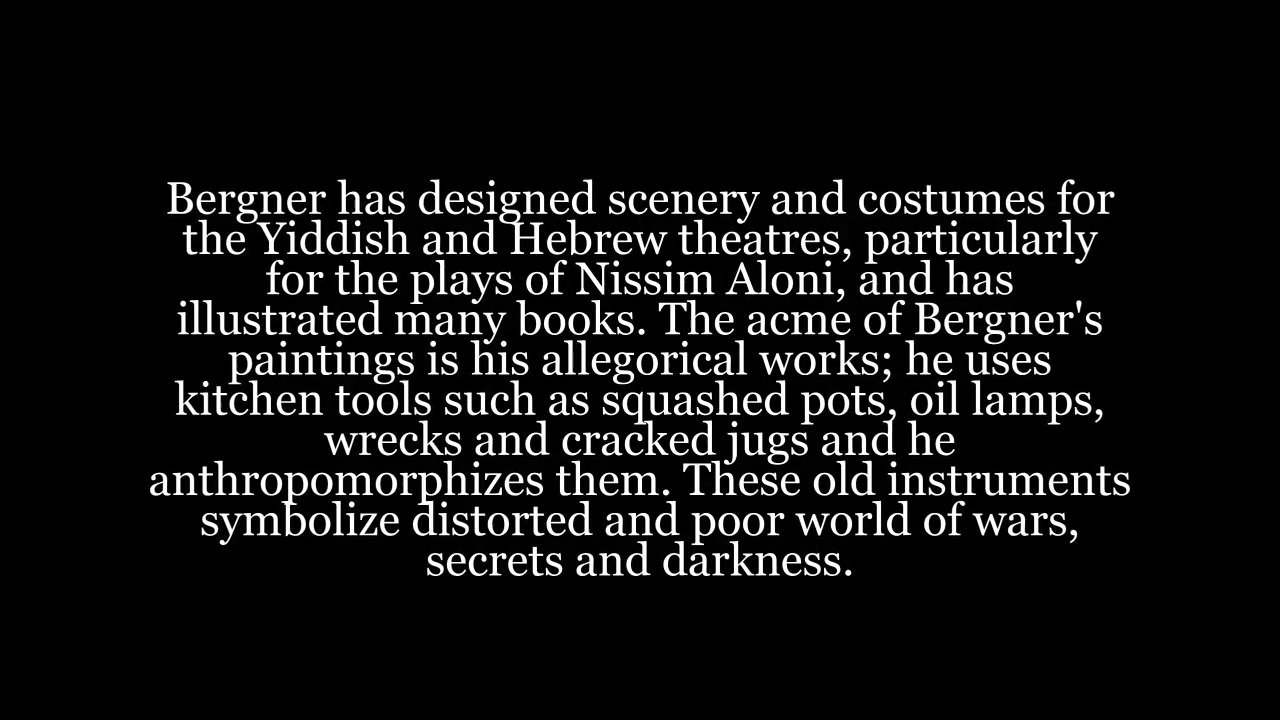 Bergner has designed scenery and costumes for
the Yiddish and Hebrew theatres, particularly
for the plays of Nissim Aloni, and has
illustrated many books. The acme of Bergner's
paintings is his allegorical works; he uses
kitchen tools such as squashed pots, oil lamps,
wrecks and cracked jugs and he
anthropomorphizes them. These old instruments
symbolize distorted and poor world of wars,
secrets and darkness.